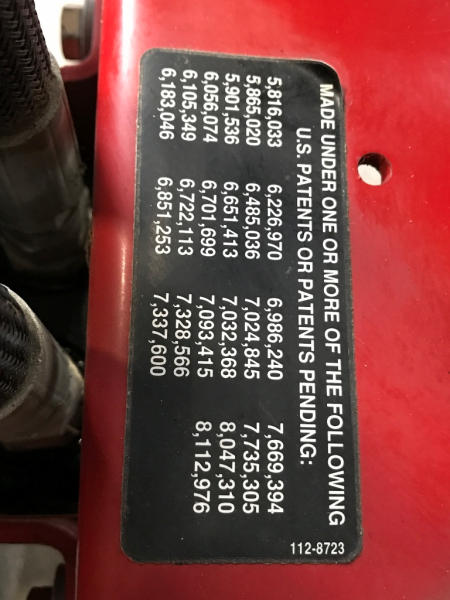 MADE UNDER ONE OR MORE OF THE FOLLOWING
U.S. PATENTS OR PATENTS PENDING:
5,816,033 6,226,970 6,986,240 7,669,394
5,865,020 6,485,036 7,024,845 7,735,305
5,901,536 6,651,413 7,032,368 8,047,310
6,056,074 6,701,699 7,093,415 8,112,976
6,105,349 6,722,113 7,328,566
6,183,046 6,851,253 7,337,600
112-8723